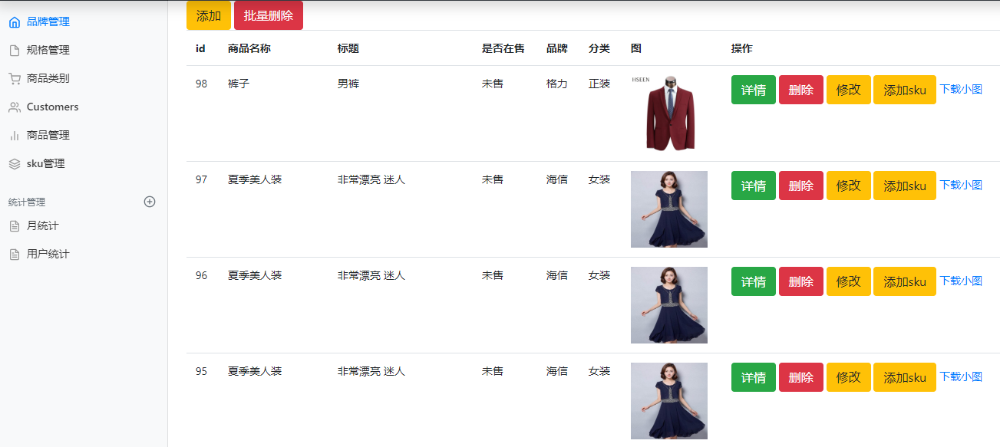 品牌管理
规格管理
商品类别
Customers
商品管理
sku管理
统计管理
月统计
用户统计
添加 批量删除
id 商品名称 标题 是否在售 品牌 分类 图 操作
98 裤子 男裤 未售 格力 正装 HSEEN 详情 删除 修改 添加sku 下载小图
97 夏季美人装 非常漂亮 迷人 未售 海信 女装 详情 删除 修改 添加sku 下载小图
96 夏季美人装 非常漂亮 迷人 未售 海信 女装 详情 删除 修改 添加sku 下载小图
95 夏季美人装 非常漂亮 迷人 未售 海信 女装 详情 删除 修改 添加sku 下载小图